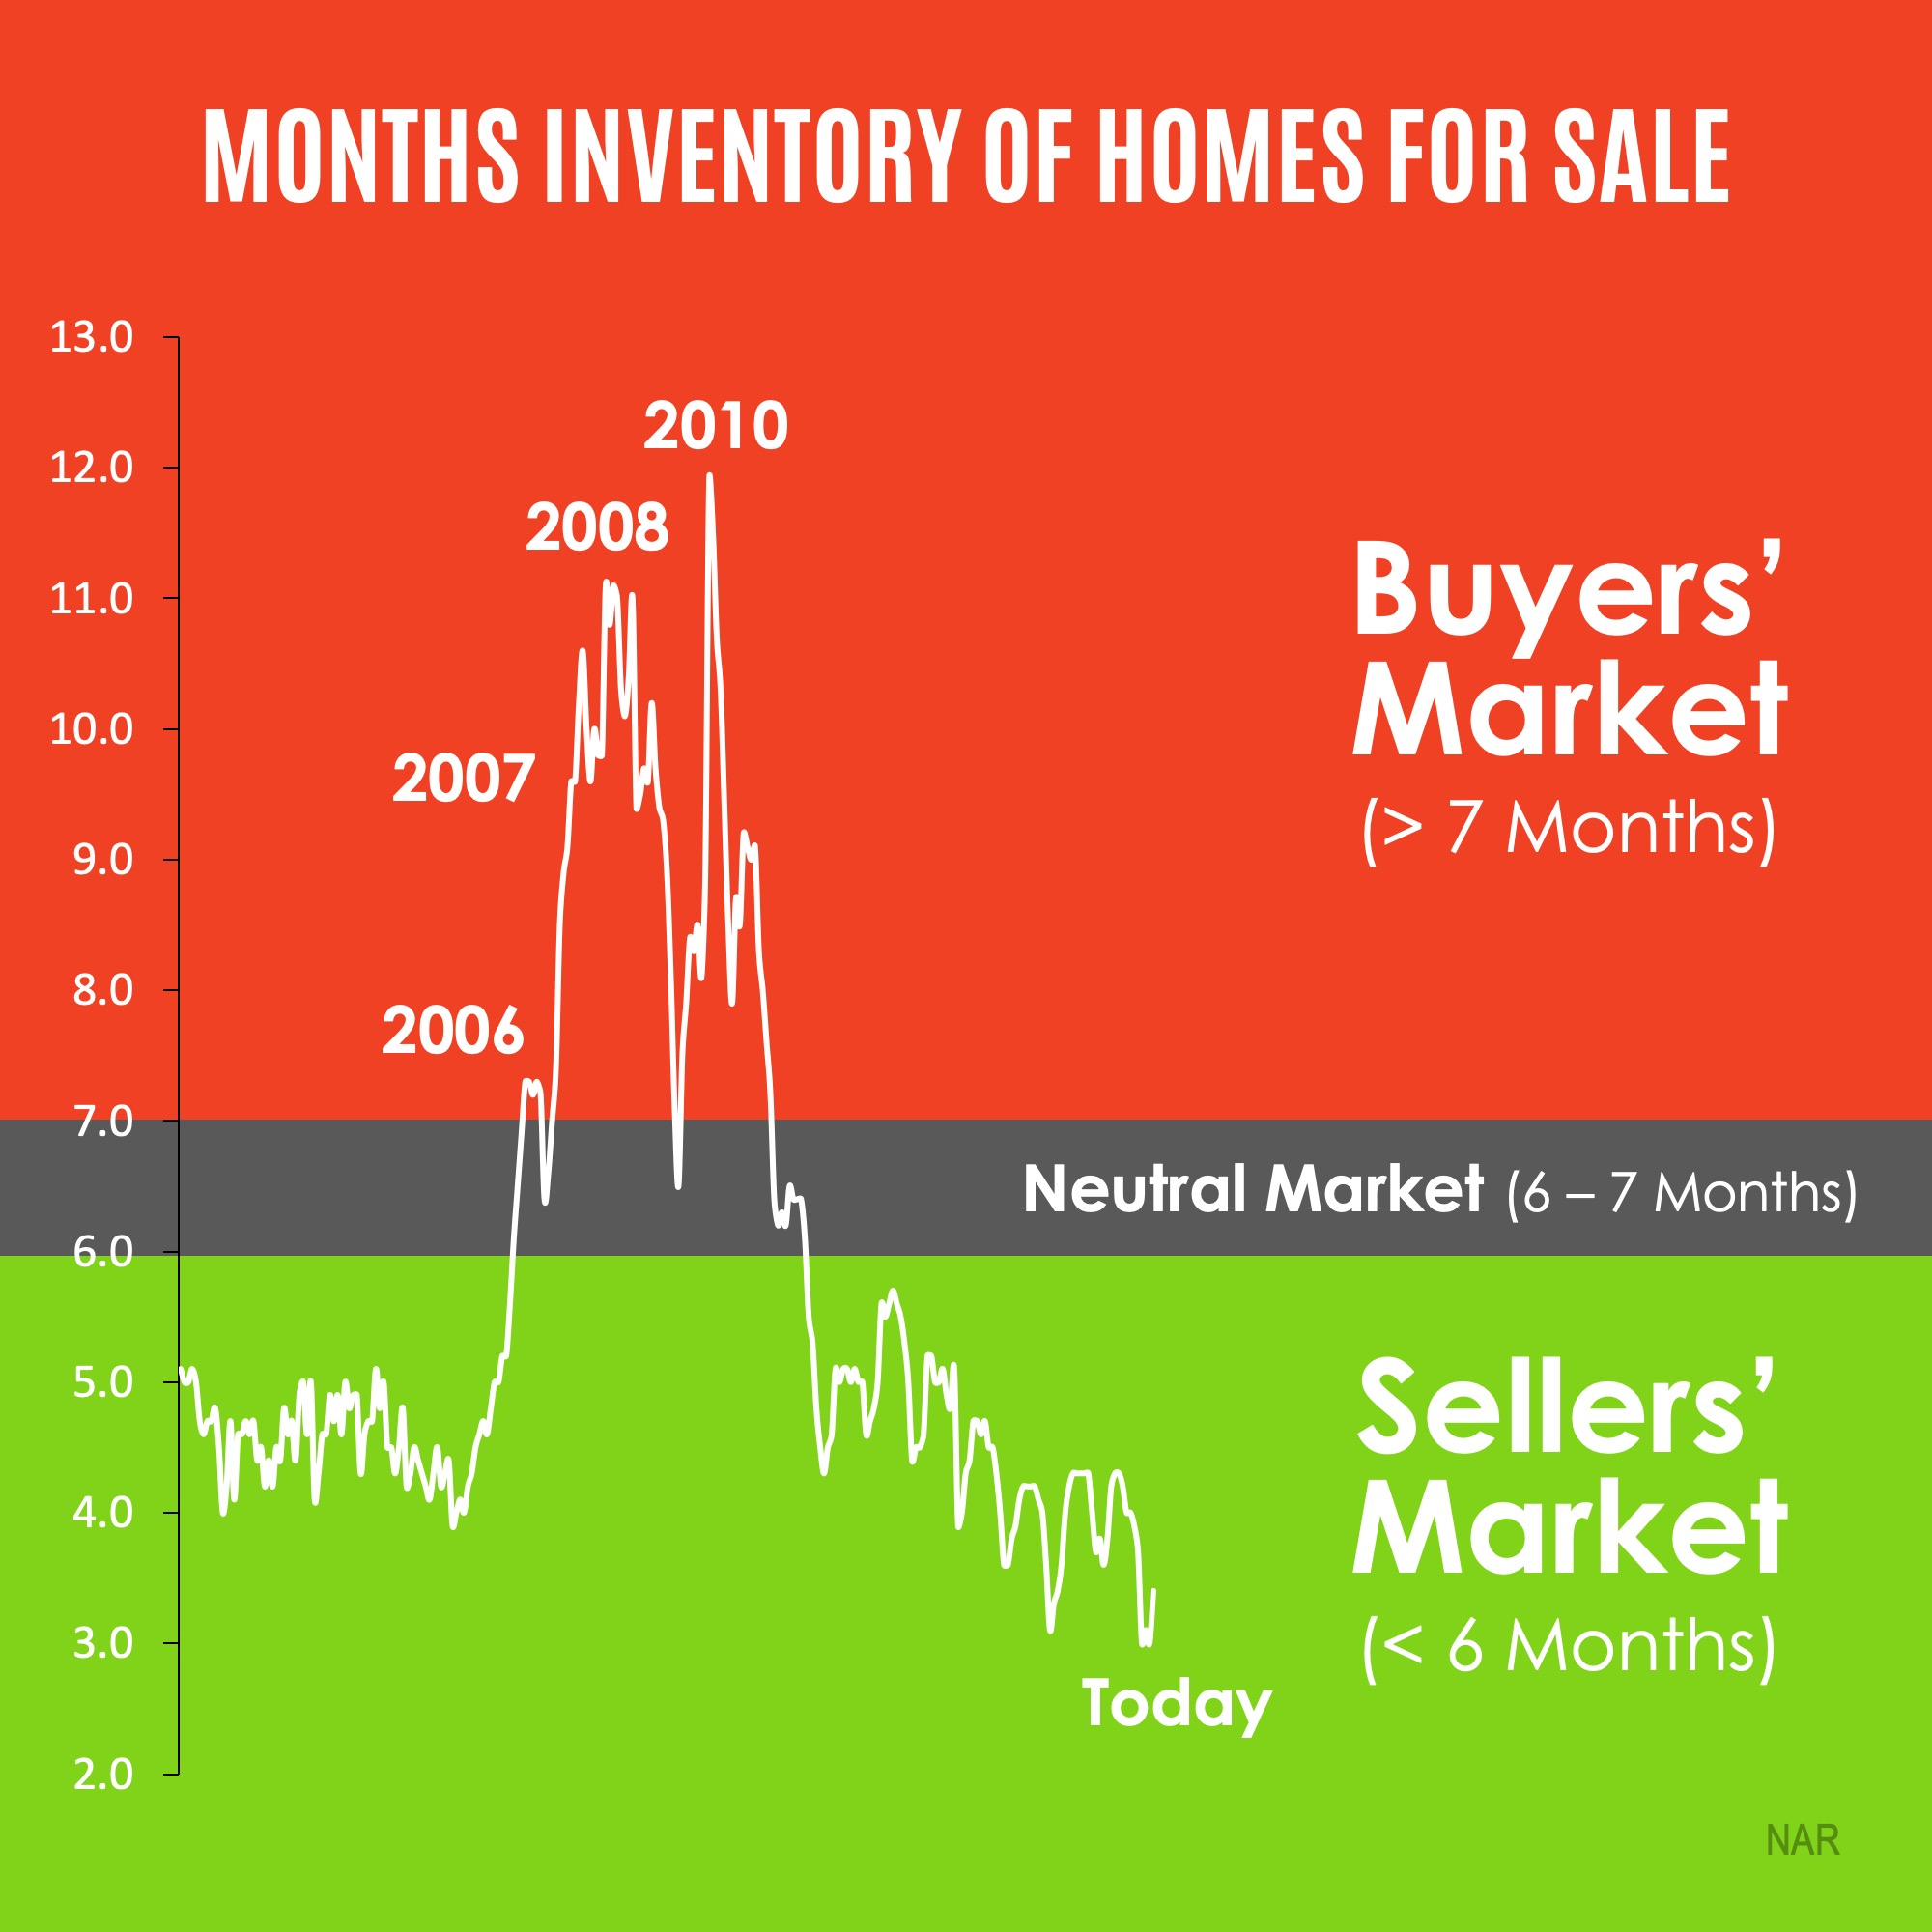 MONTHS INVENTORY OF HOMES FOR SALE
13.0
12.0
11.0
10.0
9.0
8.0
7.0
6.0
5.0
4.0
3.0
2.0
2006
2007
2008
2010
Today
Buyers’
Market
(> 7 Months)
Neutral Market (6 – 7 Months)
Sellers’
Market
(< 6 Months)
NAR